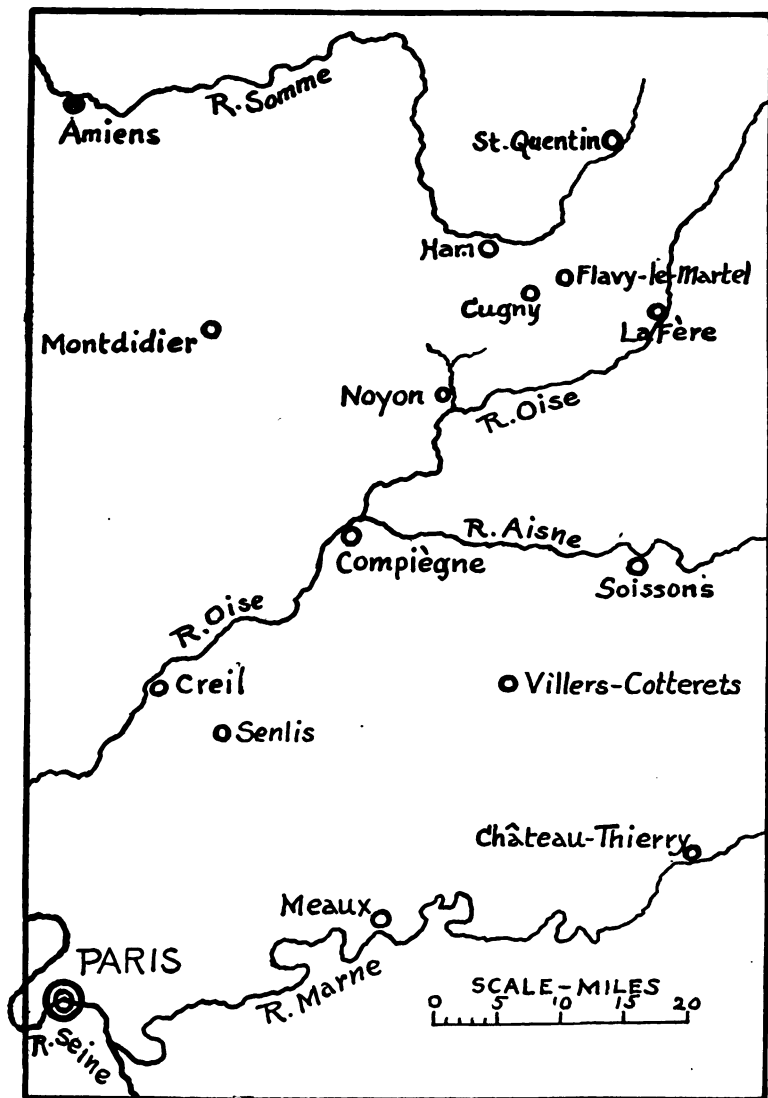 R. Somme
Amiens
St. Quentin
Ham
Flavy-le-Martel
Cugny
La Fère
Montdidier
Noyon
R. Oise
R. Aisne
Compiègne
Soissons
R. Oise
Creil
Villers-Cotterets
Senlis
Château-Thierry
Meaux
PARIS
R. Marne
SCALE-MILES
0 5 10 15 20
R. Seine